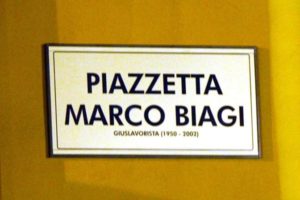 PIAZZETTA
MARCO BIAGI
GIUSLAVORISTA (1950 - 2002)